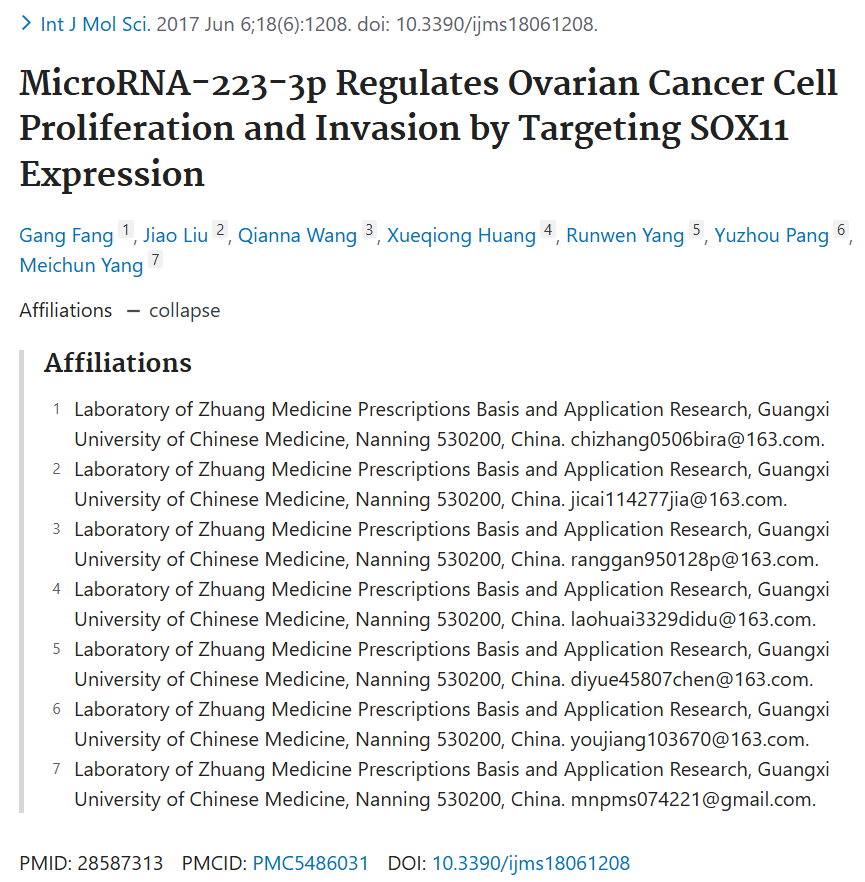 Int J Mol Sci. 2017 Jun 6;18(6):1208. doi: 10.3390/ijms18061208.
MicroRNA-223-3p Regulates Ovarian Cancer Cell
Proliferation and Invasion by Targeting SOX11
Expression
Gang Fang 1, Jiao Liu 2, Qianna Wang 3, Xueqiong Huang 4, Runwen Yang 5, Yuzhou Pang 6,
Meichun Yang 7
Affiliations — collapse
Affiliations
1 Laboratory of Zhuang Medicine Prescriptions Basis and Application Research, Guangxi
University of Chinese Medicine, Nanning 530200, China. chizhang0506bira@163.com.
2 Laboratory of Zhuang Medicine Prescriptions Basis and Application Research, Guangxi
University of Chinese Medicine, Nanning 530200, China. jicai114277jia@163.com.
3 Laboratory of Zhuang Medicine Prescriptions Basis and Application Research, Guangxi
University of Chinese Medicine, Nanning 530200, China. ranggan950128p@163.com.
4 Laboratory of Zhuang Medicine Prescriptions Basis and Application Research, Guangxi
University of Chinese Medicine, Nanning 530200, China. laohuai3329didu@163.com.
5 Laboratory of Zhuang Medicine Prescriptions Basis and Application Research, Guangxi
University of Chinese Medicine, Nanning 530200, China. diyue45807chen@163.com.
6 Laboratory of Zhuang Medicine Prescriptions Basis and Application Research, Guangxi
University of Chinese Medicine, Nanning 530200, China. youjiang103670@163.com.
7 Laboratory of Zhuang Medicine Prescriptions Basis and Application Research, Guangxi
University of Chinese Medicine, Nanning 530200, China. mnpms074221@gmail.com.
PMID: 28587313 PMCID: PMC5486031 DOI: 10.3390/ijms18061208